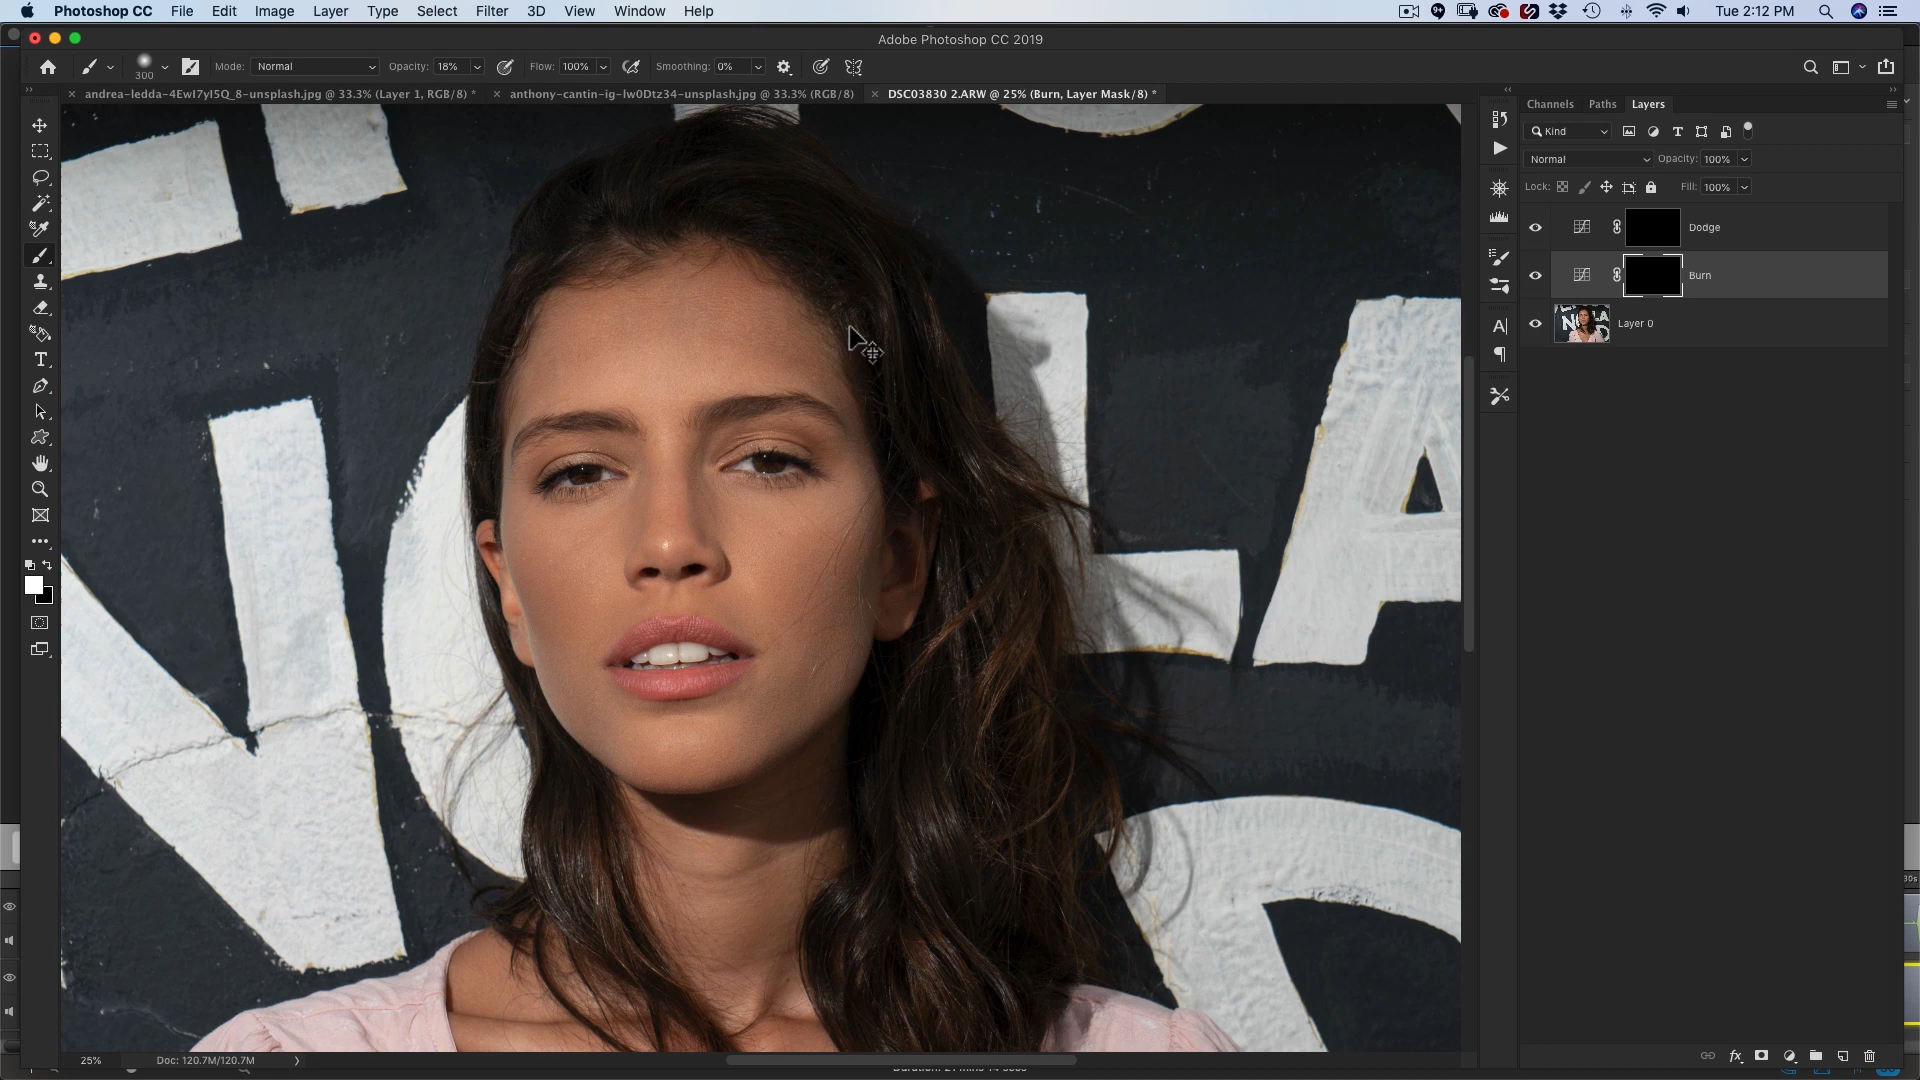 Photoshop CC File Edit Image Layer Type Select Filter 3D View Window Help 9+ Tue 2:12 PM
Adobe Photoshop CC 2019
300 Mode: Normal Opacity: 18% Flow: 100% Smoothing: 0%
andrea-ledda-4EwI7yI5Q_8-unsplash.jpg @ 33.3% (Layer 1, RGB/8) *
anthony-cantin-ig-lw0Dtz34-unsplash.jpg @ 33.3% (RGB/8)
DSC03830 2.ARW @ 25% (Burn, Layer Mask/8) *
Channels Paths Layers
Kind
Normal Opacity: 100%
Lock: Fill: 100%
Dodge
Burn
Layer 0
NOLA
25% Doc: 120.7M/120.7M
30s